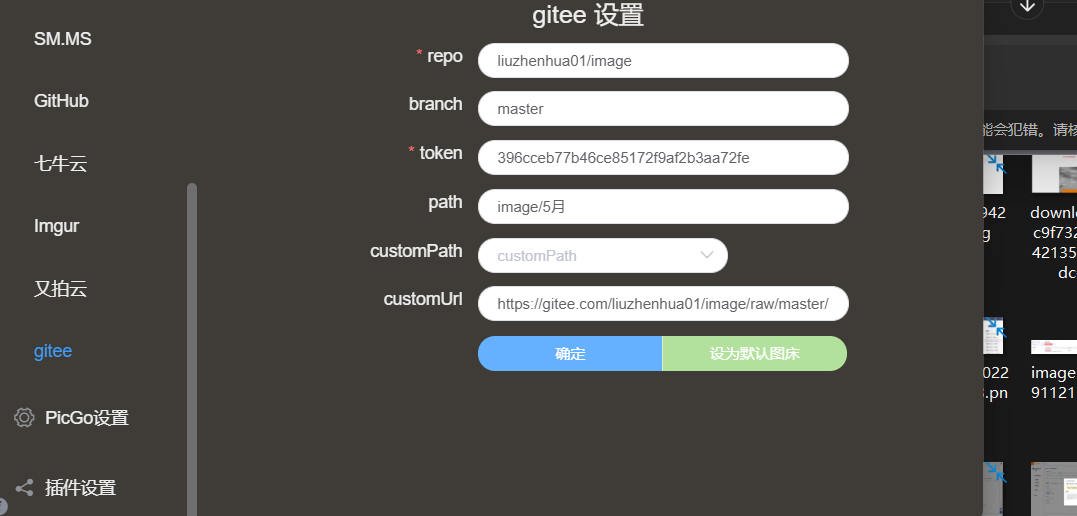 gitee 设置
SM.MS
GitHub
七牛云
Imgur
又拍云
gitee
PicGo设置
插件设置
* repo
liuzhenhua01/image
branch
master
* token
396cceb77b46ce85172f9af2b3aa72fe
path
image/5月
customPath
customPath
customUrl
https://gitee.com/liuzhenhua01/image/raw/master/
确定
设为默认图床
能会犯错。请核
942
g
downl
c9f732
42135
dc
022
.pn
image
91121